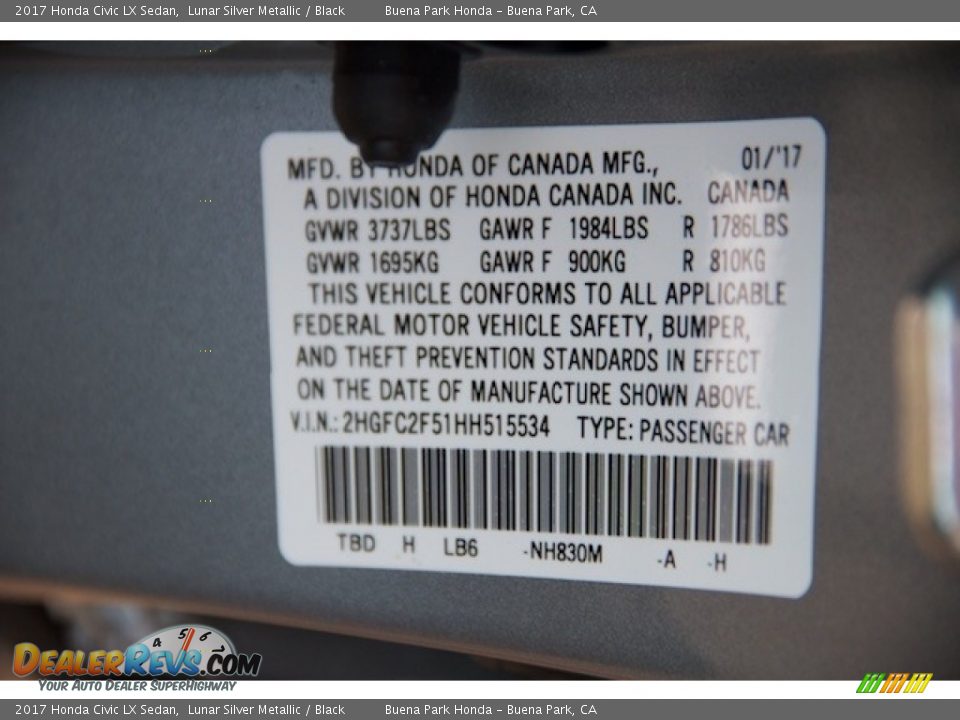 2017 Honda Civic LX Sedan, Lunar Silver Metallic / Black Buena Park Honda – Buena Park, CA
MFD. BY HONDA OF CANADA MFG., 01/'17
A DIVISION OF HONDA CANADA INC. CANADA
GVWR 3737LBS GAWR F 1984LBS R 1786LBS
GVWR 1695KG GAWR F 900KG R 810KG
THIS VEHICLE CONFORMS TO ALL APPLICABLE
FEDERAL MOTOR VEHICLE SAFETY, BUMPER,
AND THEFT PREVENTION STANDARDS IN EFFECT
ON THE DATE OF MANUFACTURE SHOWN ABOVE.
V.I.N.: 2HGFC2F51HH515534 TYPE: PASSENGER CAR
TBD H LB6 -NH830M -A -H
4 5 6
DEALERREVS.COM
YOUR AUTO DEALER SUPERHIGHWAY
2017 Honda Civic LX Sedan, Lunar Silver Metallic / Black Buena Park Honda – Buena Park, CA